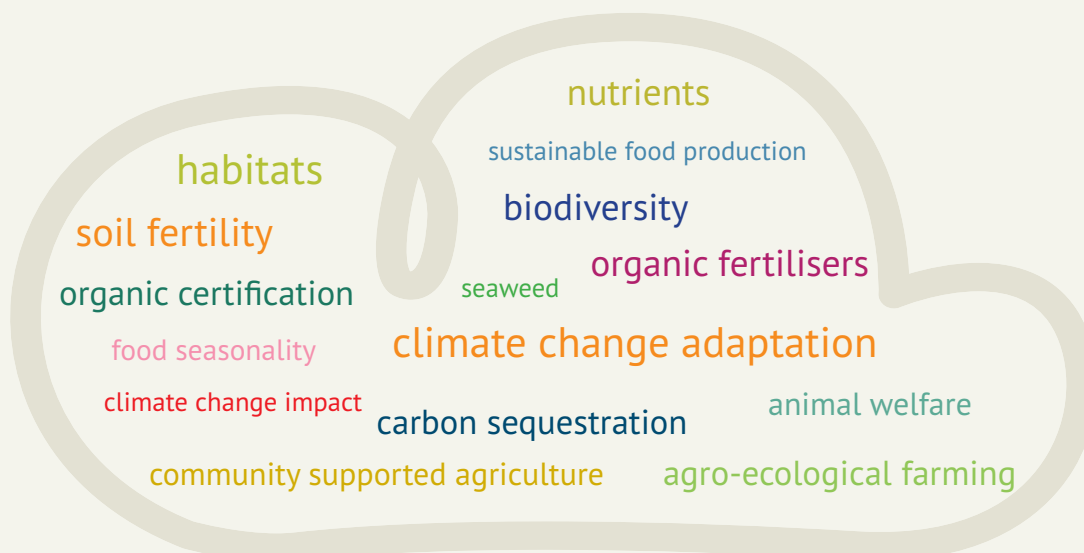 nutrients
sustainable food production
habitats
biodiversity
soil fertility
organic fertilisers
organic certification
seaweed
climate change adaptation
food seasonality
climate change impact
animal welfare
carbon sequestration
community supported agriculture
agro-ecological farming